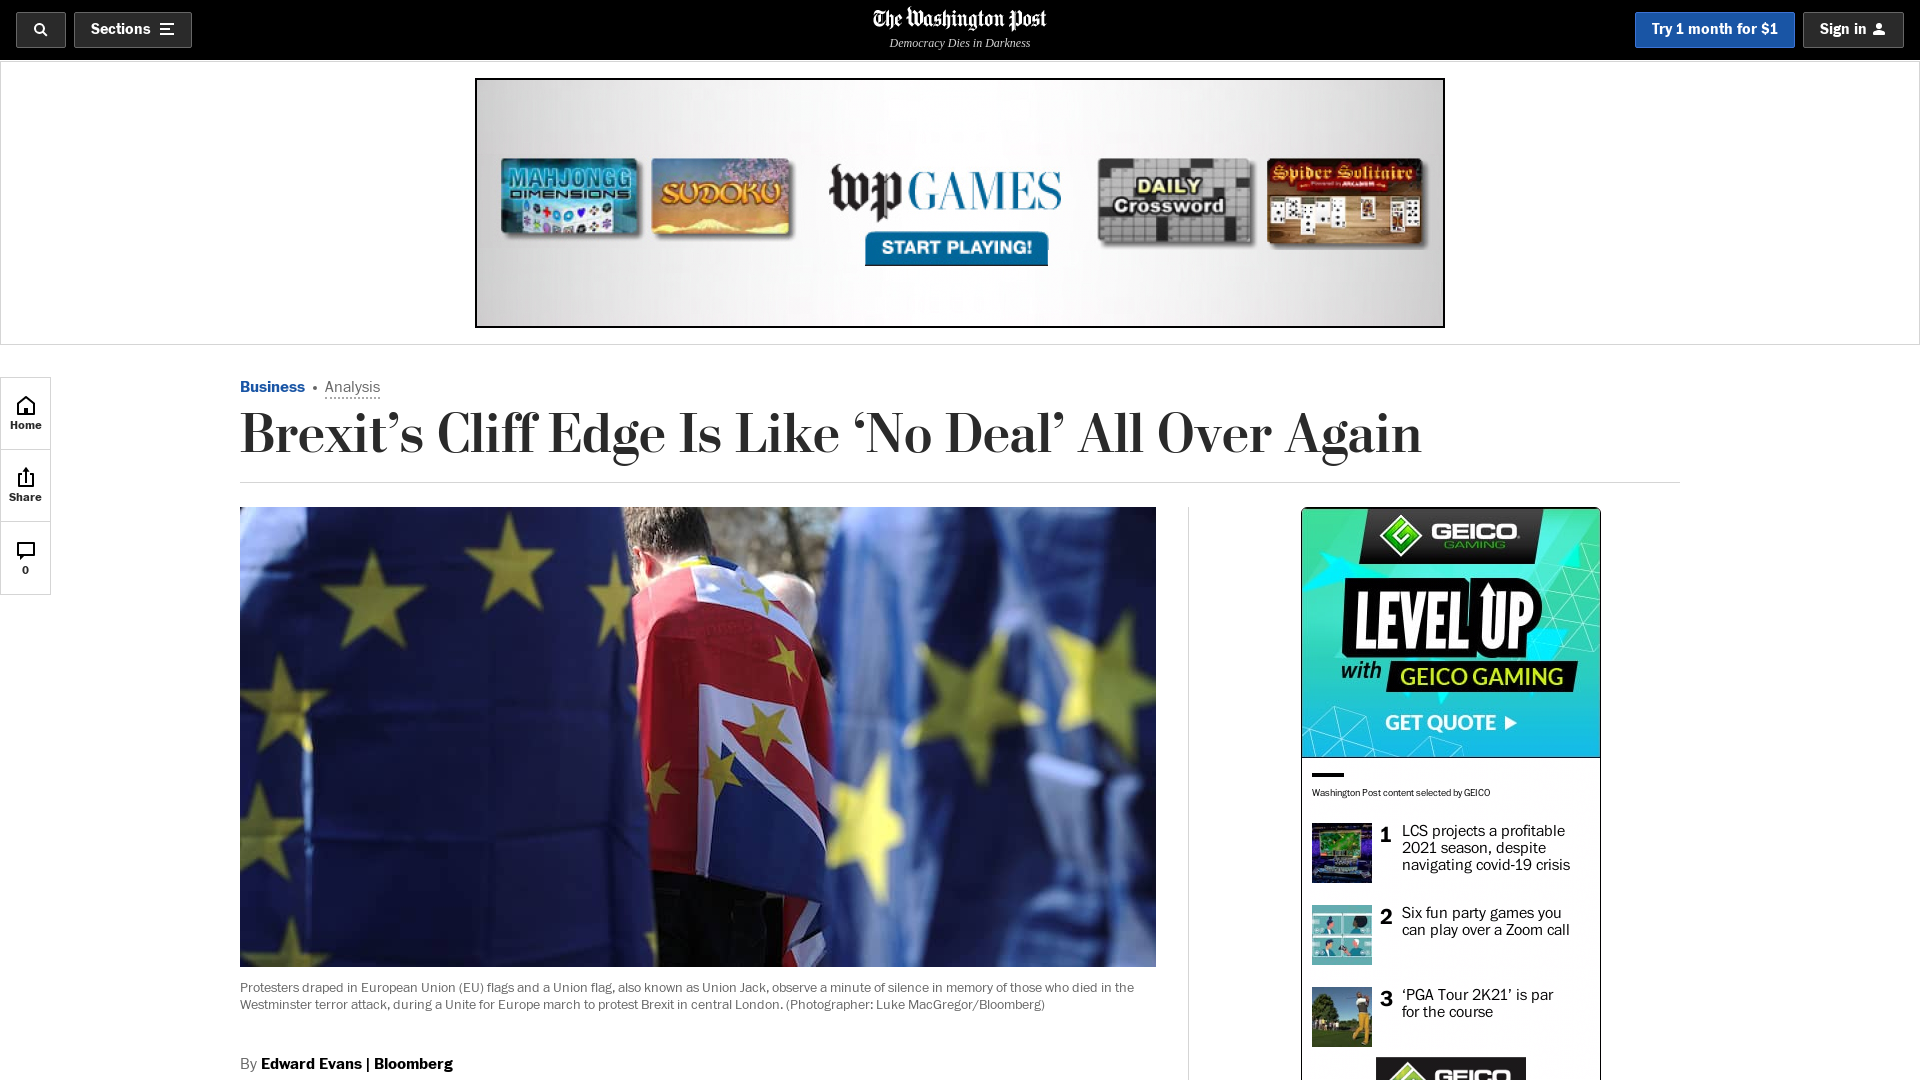 Sections
The Washington Post
Democracy Dies in Darkness
Try 1 month for $1
Sign in
MAHJONGG
DIMENSIONS
SUDOKU
wp GAMES
START PLAYING!
DAILY
Crossword
Spider Solitaire
Home
Share
0
Business • Analysis
Brexit’s Cliff Edge Is Like ‘No Deal’ All Over Again
Protesters draped in European Union (EU) flags and a Union flag, also known as Union Jack, observe a minute of silence in memory of those who died in the
Westminster terror attack, during a Unite for Europe march to protest Brexit in central London. (Photographer: Luke MacGregor/Bloomberg)
By Edward Evans | Bloomberg
GEICO
GAMING
LEVEL UP
with GEICO GAMING
GET QUOTE
Washington Post content selected by GEICO
1 LCS projects a profitable
2021 season, despite
navigating covid-19 crisis
2 Six fun party games you
can play over a Zoom call
3 ‘PGA Tour 2K21’ is par
for the course
GEICO